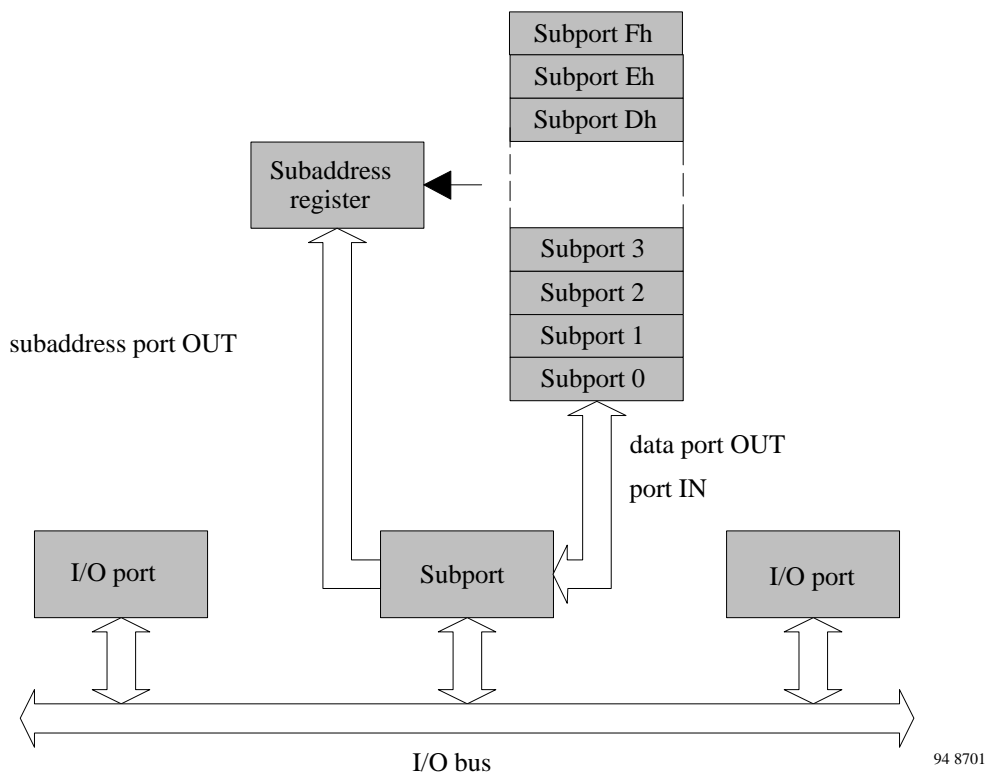 Subport Fh
Subport Eh
Subport Dh
Subaddress
register
Subport 3
Subport 2
Subport 1
Subport 0
subaddress port OUT
data port OUT
port IN
I/O port
Subport
I/O port
I/O bus
94 8701